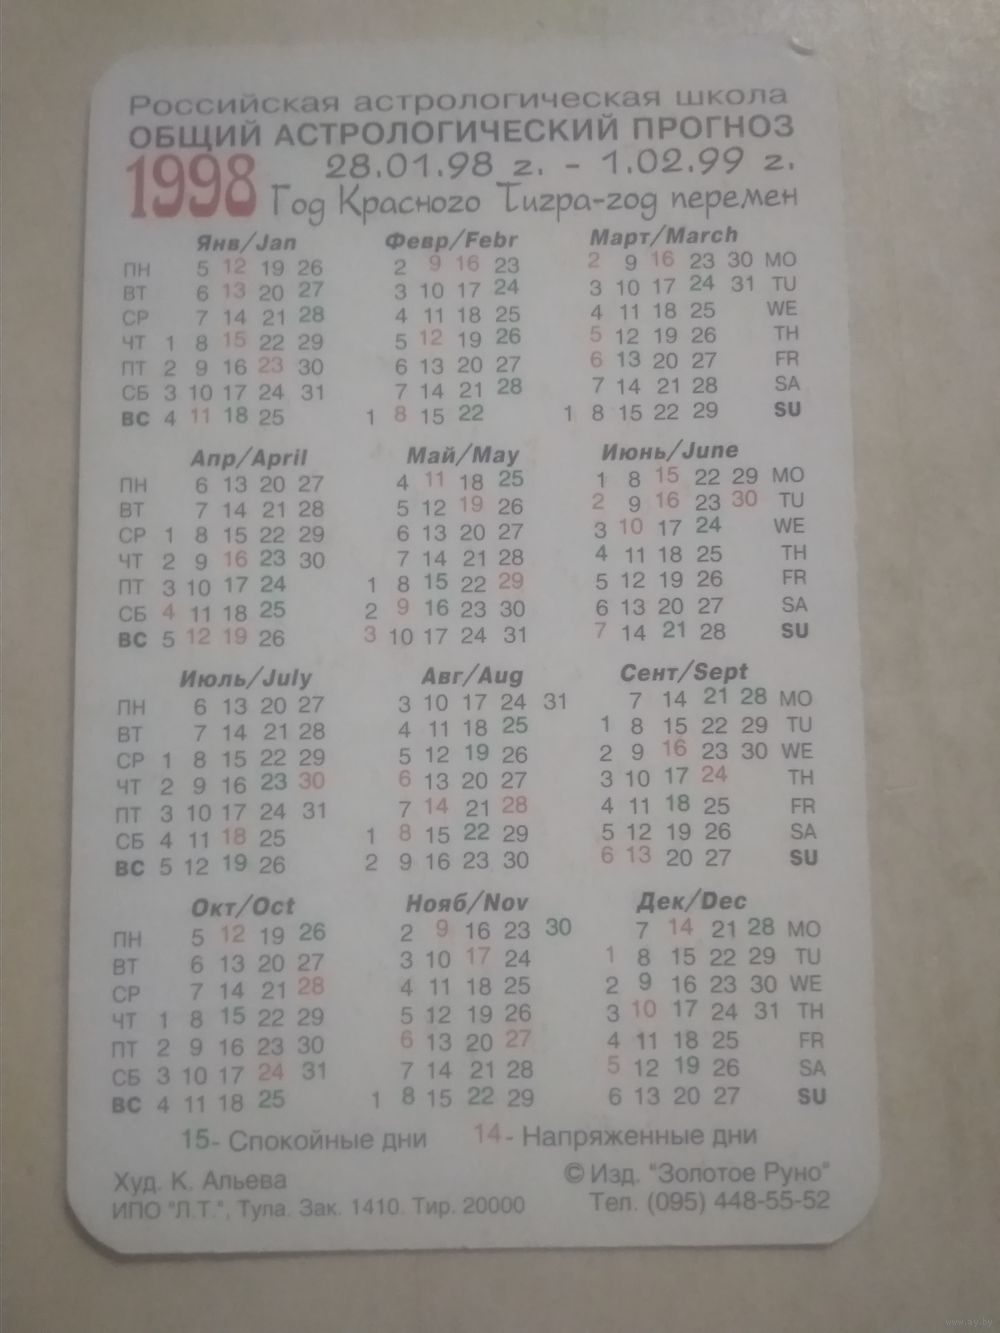 Российская астрологическая школа
ОБЩИЙ АСТРОЛОГИЧЕСКИЙ ПРОГНОЗ
1998 28.01.98 г. - 1.02.99 г.
Год Красного Тигра-год перемен
Янв/Jan Февр/Febr Март/March
ПН 5 12 19 26 2 9 16 23 2 9 16 23 30 MO
ВТ 6 13 20 27 3 10 17 24 3 10 17 24 31 TU
СР 7 14 21 28 4 11 18 25 4 11 18 25 WE
ЧТ 1 8 15 22 29 5 12 19 26 5 12 19 26 TH
ПТ 2 9 16 23 30 6 13 20 27 6 13 20 27 FR
СБ 3 10 17 24 31 7 14 21 28 7 14 21 28 SA
ВС 4 11 18 25 1 8 15 22 1 8 15 22 29 SU
Апр/April Май/May Июнь/June
ПН 6 13 20 27 4 11 18 25 1 8 15 22 29 MO
ВТ 7 14 21 28 5 12 19 26 2 9 16 23 30 TU
СР 1 8 15 22 29 6 13 20 27 3 10 17 24 WE
ЧТ 2 9 16 23 30 7 14 21 28 4 11 18 25 TH
ПТ 3 10 17 24 1 8 15 22 29 5 12 19 26 FR
СБ 4 11 18 25 2 9 16 23 30 6 13 20 27 SA
ВС 5 12 19 26 3 10 17 24 31 7 14 21 28 SU
Июль/July Авг/Aug Сент/Sept
ПН 6 13 20 27 3 10 17 24 31 7 14 21 28 MO
ВТ 7 14 21 28 4 11 18 25 1 8 15 22 29 TU
СР 1 8 15 22 29 5 12 19 26 2 9 16 23 30 WE
ЧТ 2 9 16 23 30 6 13 20 27 3 10 17 24 TH
ПТ 3 10 17 24 31 7 14 21 28 4 11 18 25 FR
СБ 4 11 18 25 1 8 15 22 29 5 12 19 26 SA
ВС 5 12 19 26 2 9 16 23 30 6 13 20 27 SU
Окт/Oct Нояб/Nov Дек/Dec
ПН 5 12 19 26 2 9 16 23 30 7 14 21 28 MO
ВТ 6 13 20 27 3 10 17 24 1 8 15 22 29 TU
СР 7 14 21 28 4 11 18 25 2 9 16 23 30 WE
ЧТ 1 8 15 22 29 5 12 19 26 3 10 17 24 31 TH
ПТ 2 9 16 23 30 6 13 20 27 4 11 18 25 FR
СБ 3 10 17 24 31 7 14 21 28 5 12 19 26 SA
ВС 4 11 18 25 1 8 15 22 29 6 13 20 27 SU
15- Спокойные дни 14- Напряженные дни
Худ. К. Альева © Изд. "Золотое Руно"
ИПО "Л.Т.", Тула. Зак. 1410. Тир. 20000 Тел. (095) 448-55-52
www.ay.by